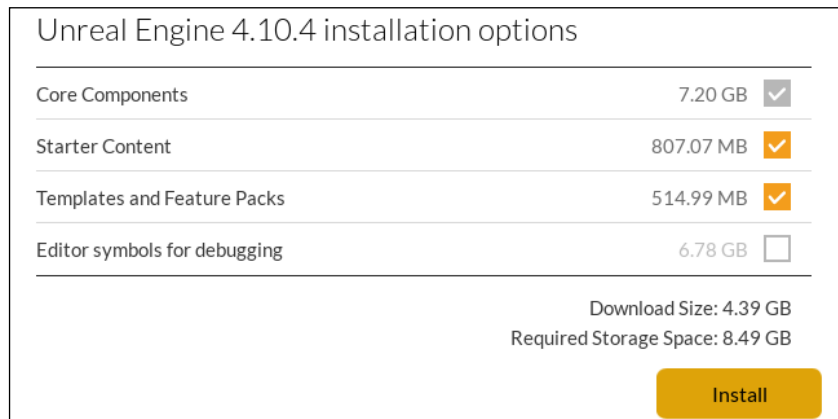 Unreal Engine 4.10.4 installation options
Core Components 7.20 GB
Starter Content 807.07 MB
Templates and Feature Packs 514.99 MB
Editor symbols for debugging 6.78 GB
Download Size: 4.39 GB
Required Storage Space: 8.49 GB
Install